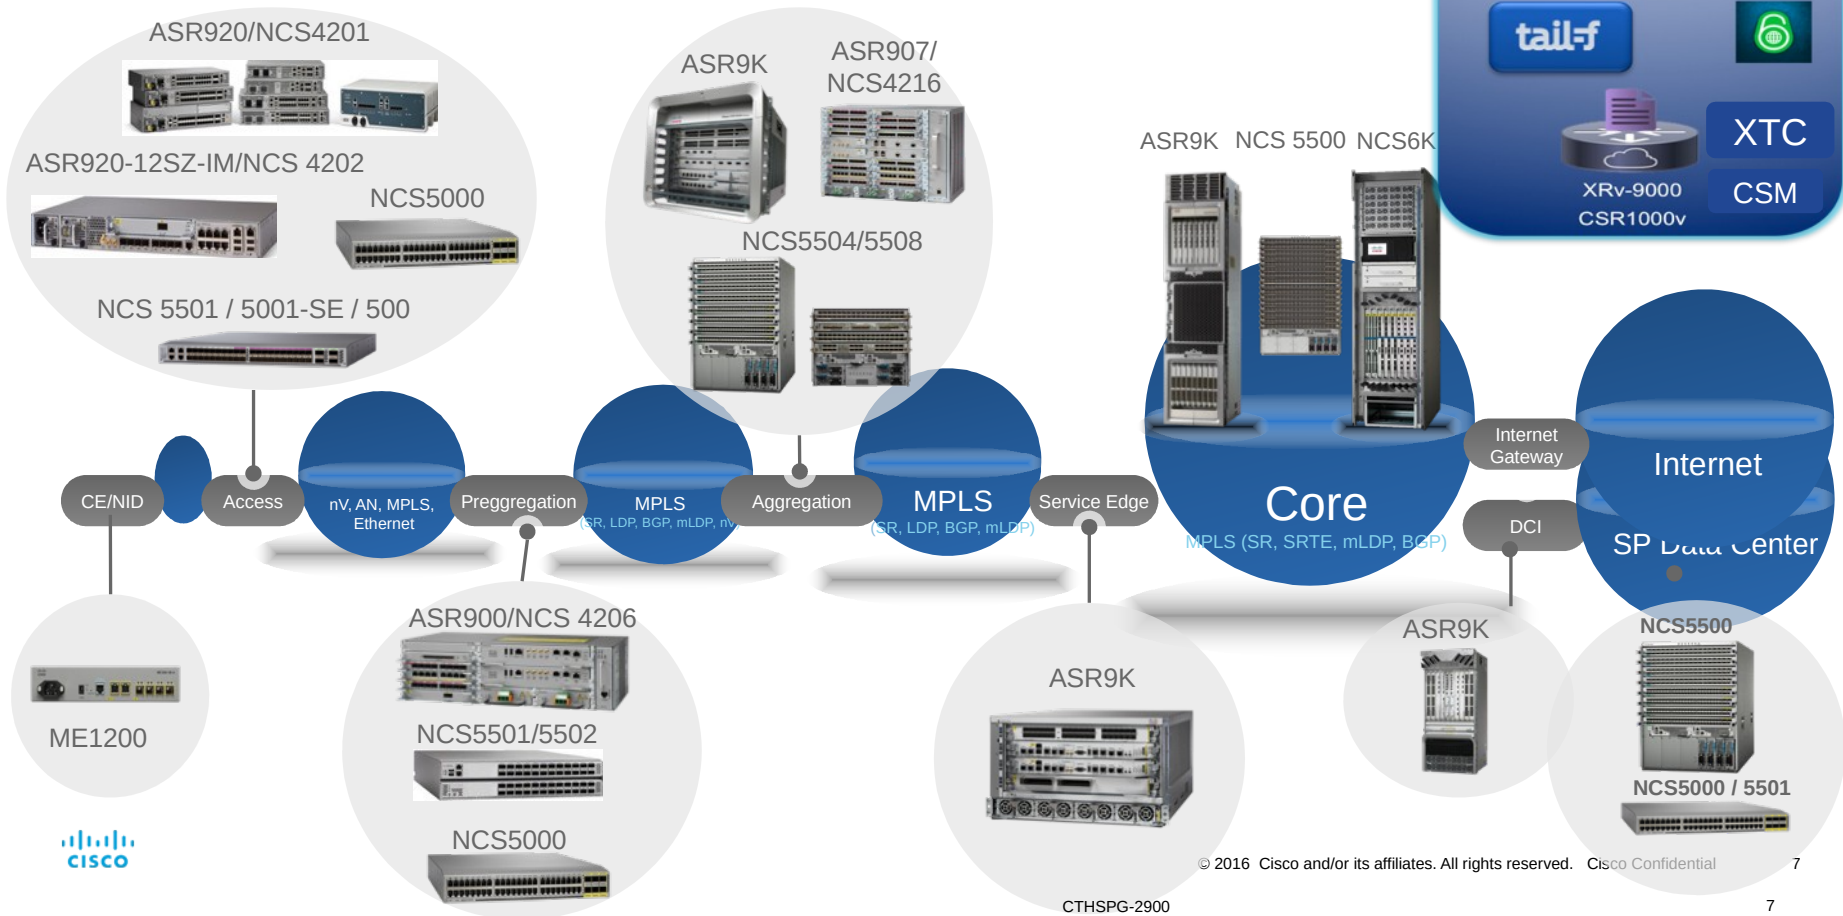 ASR920/NCS4201
ASR920-12SZ-IM/NCS 4202
NCS5000
NCS 5501 / 5001-SE / 500
ASR9K
ASR907/
NCS4216
NCS5504/5508
ASR9K
NCS 5500
NCS6K
tail-f
XTC
XRv-9000
CSM
CSR1000v
CE/NID
Access
nV, AN, MPLS,
Ethernet
Preggregation
MPLS
(SR, LDP, BGP, mLDP, nV)
Aggregation
MPLS
(SR, LDP, BGP, mLDP)
Service Edge
Core
MPLS (SR, SRTE, mLDP, BGP)
Internet
Gateway
DCI
Internet
SP Data Center
ME1200
ASR900/NCS 4206
NCS5501/5502
NCS5000
ASR9K
ASR9K
NCS5500
NCS5000 / 5501
CISCO
© 2016 Cisco and/or its affiliates. All rights reserved. Cisco Confidential
7
CTHSPG-2900
7